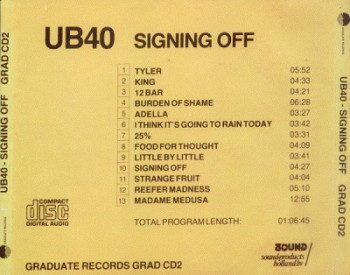 UB40 SIGNING OFF
1 TYLER 05:52
2 KING 04:33
3 12 BAR 04:21
4 BURDEN OF SHAME 06:28
5 ADELLA 03:27
6 I THINK IT'S GOING TO RAIN TODAY 03:42
7 25% 03:31
8 FOOD FOR THOUGHT 04:09
9 LITTLE BY LITTLE 03:41
10 SIGNING OFF 04:27
11 STRANGE FRUIT 04:04
12 REEFER MADNESS 05:10
13 MADAME MEDUSA 12:55
TOTAL PROGRAM LENGTH: 01:06:45
COMPACT
disc
DIGITAL AUDIO
SOUND
sound-products
holland bv
GRADUATE RECORDS GRAD CD2
UB40 - SIGNING OFF GRAD CD2
UB40 - SIGNING OFF GRAD CD2